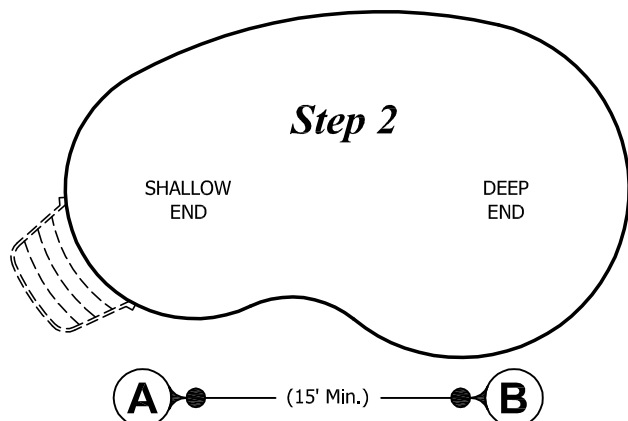 Step 2
SHALLOW
END
DEEP
END
A (15' Min.) B